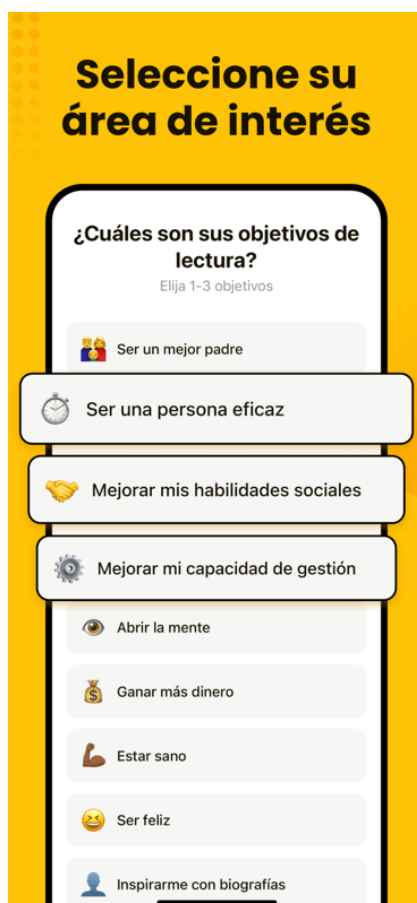 Seleccione su
área de interés
¿Cuáles son sus objetivos de
lectura?
Elija 1-3 objetivos
Ser un mejor padre
Ser una persona eficaz
Mejorar mis habilidades sociales
Mejorar mi capacidad de gestión
Abrir la mente
Ganar más dinero
Estar sano
Ser feliz
Inspirarme con biografías